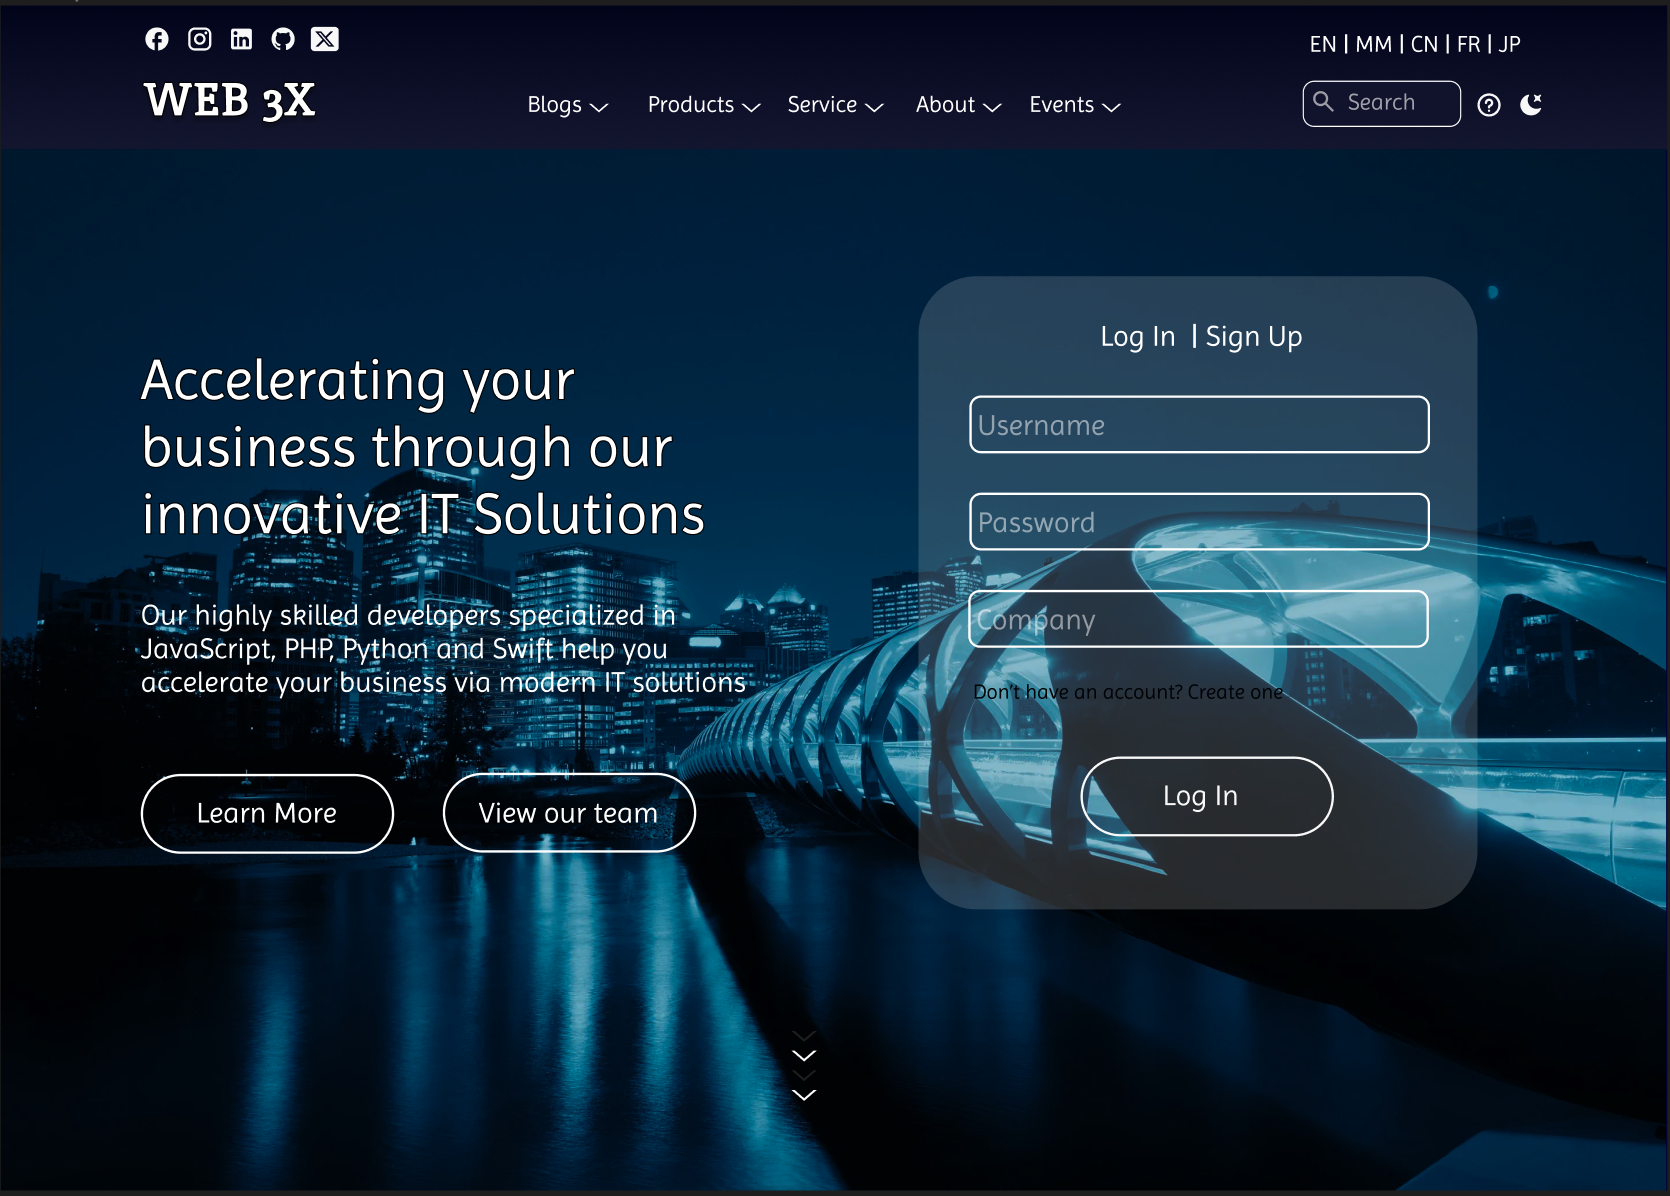 EN | MM | CN | FR | JP
WEB 3X
Blogs Products Service About Events
Search
Log In | Sign Up
Accelerating your
business through our
innovative IT Solutions
Username
Password
Company
Our highly skilled developers specialized in
JavaScript, PHP, Python and Swift help you
accelerate your business via modern IT solutions
Don't have an account? Create one
Learn More
View our team
Log In